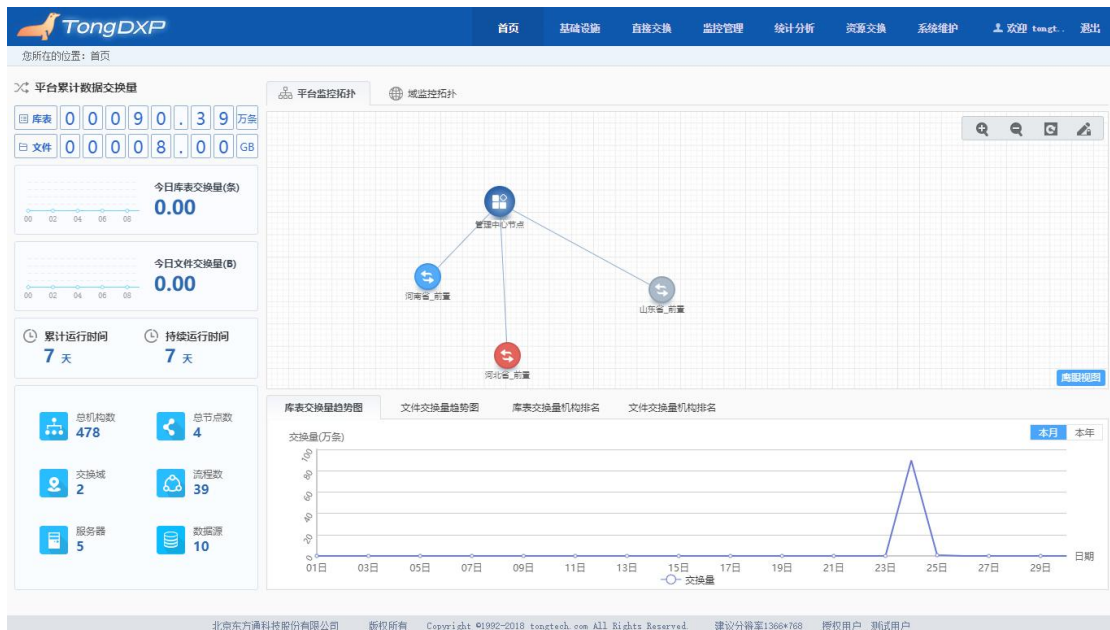 TongDXP
首页 基础设施 直接交换 监控管理 统计分析 资源交换 系统维护 欢迎 tongt.. 退出
您所在的位置：首页
平台累计数据交换量
库表 00090.39 万条
文件 00008.00 GB
今日库表交换量(条)
0.00
00 02 04 06 08
今日文件交换量(B)
0.00
00 02 04 06 08
累计运行时间 持续运行时间
7 天 7 天
总机构数 总节点数
478 4
交换域 流程数
2 39
服务器 数据源
5 10
平台监控拓扑 域监控拓扑
管理中心节点
河南省_前置
山东省_前置
河北省_前置
鹰眼视图
库表交换量趋势图 文件交换量趋势图 库表交换量机构排名 文件交换量机构排名
交换量(万条) 本月 本年
100
80
60
40
20
0
01日 03日 05日 07日 09日 11日 13日 15日 17日 19日 21日 23日 25日 27日 29日 日期
交换量
北京东方通科技股份有限公司 版权所有 Copyright ©1992-2018 tongtech.com All Rights Reserved. 建议分辨率1366*768 授权用户 测试用户